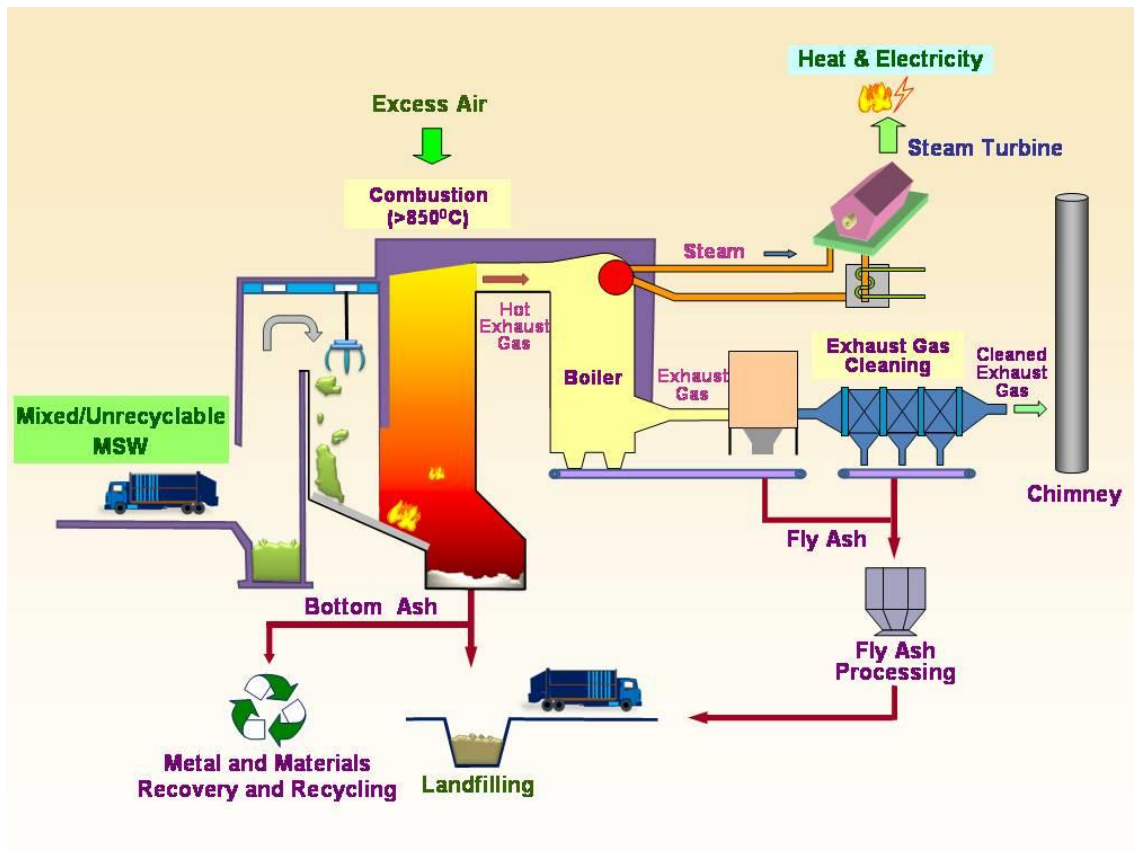 Heat & Electricity
Excess Air
Steam Turbine
Combustion
(>850⁰C)
Steam
Hot
Exhaust
Gas
Exhaust Gas
Cleaning
Cleaned
Exhaust
Gas
Boiler
Exhaust
Gas
Mixed/Unrecyclable
MSW
Chimney
Fly Ash
Bottom Ash
Fly Ash
Processing
Metal and Materials
Recovery and Recycling
Landfilling